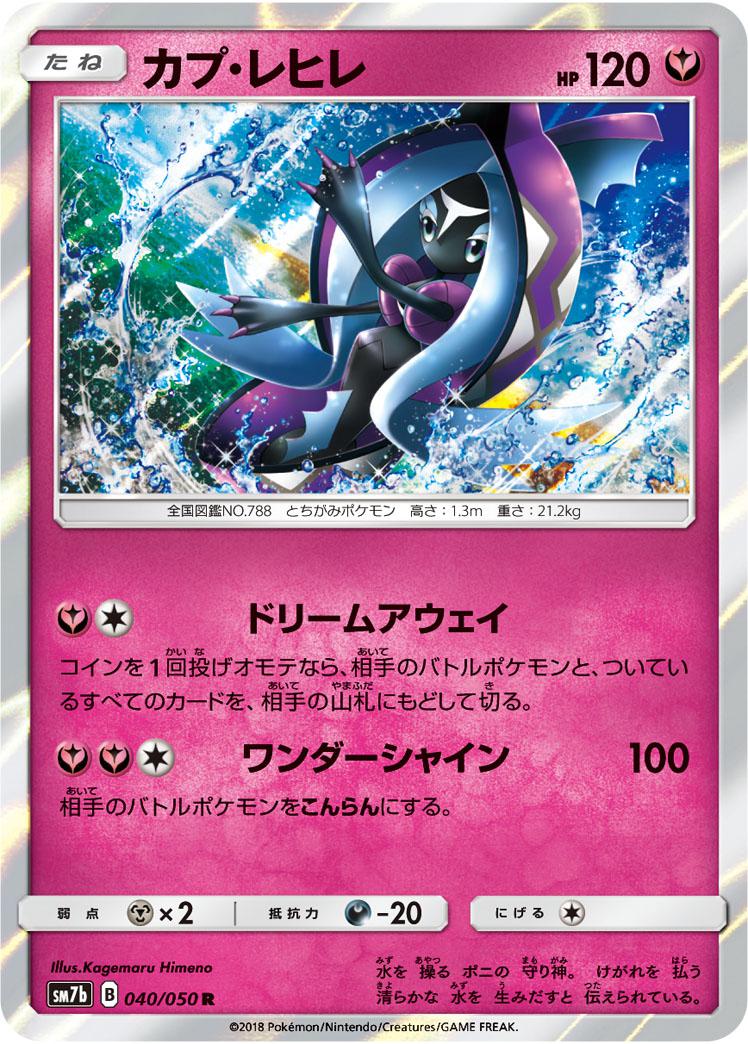 たね
カプ・レヒレ
HP 120
全国図鑑NO.788 とちがみポケモン 高さ：1.3m 重さ：21.2kg
ドリームアウェイ
コインを1回投げオモテなら、相手のバトルポケモンと、ついてい
るすべてのカードを、相手の山札にもどして切る。
ワンダーシャイン 100
相手のバトルポケモンをこんらんにする。
弱点 ×2 抵抗力 -20 にげる
Illus.Kagemaru Himeno
水を 操る ポニの 守り神。 けがれを 払う
清らかな 水を 生みだすと 伝えられている。
SM7b B 040/050 R
©2018 Pokémon/Nintendo/Creatures/GAME FREAK.